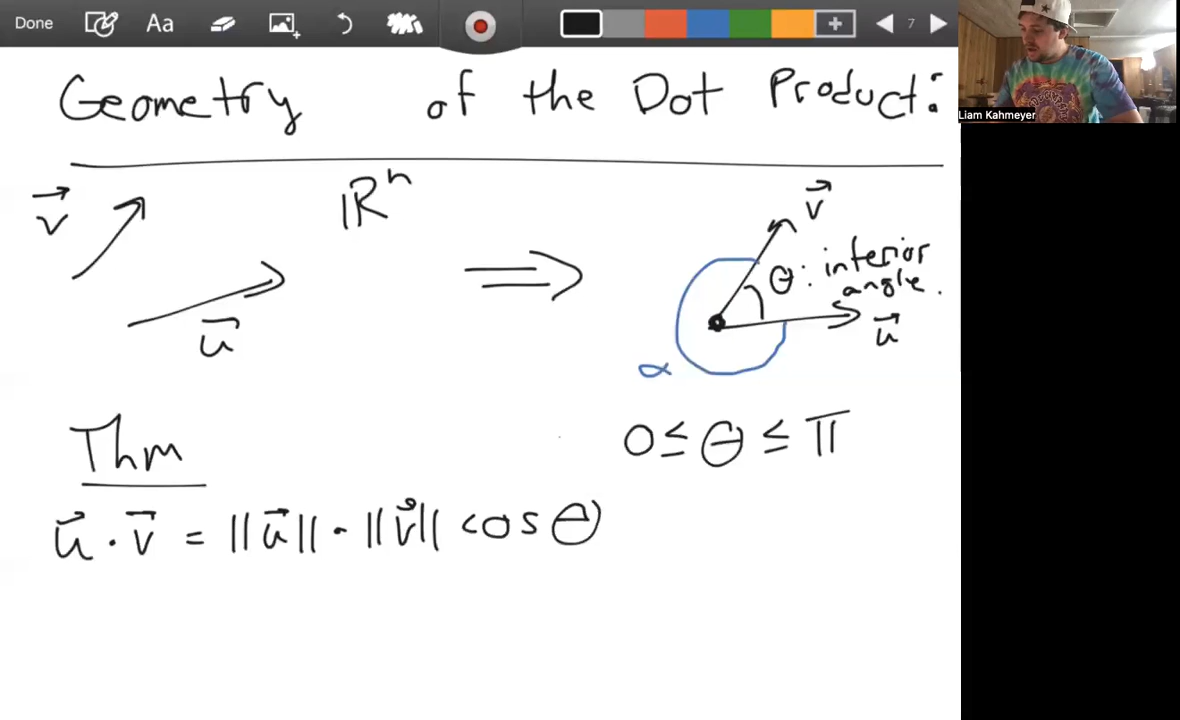 Done Aa 7
Liam Kahmeyer
Geometry of the Dot Product:
v⃗ ℝⁿ v⃗
θ: interior
angle.
u⃗ u⃗
α
Thm 0 ≤ θ ≤ π
u⃗ · v⃗ = ||u⃗|| · ||v⃗|| cos θ